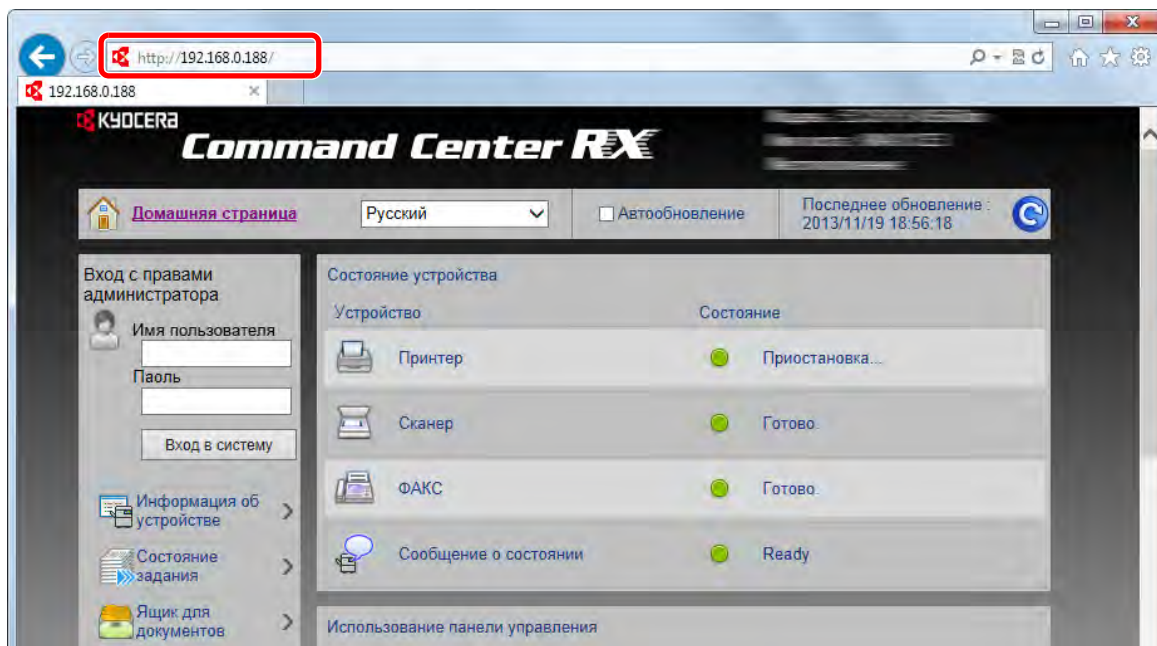 http://192.168.0.188/
192.168.0.188
KYOCERa
Command Center RX
Домашняя страница
Русский
Автообновление
Последнее обновление :
2013/11/19 18:56:18
Вход с правами
администратора
Имя пользователя
Паоль
Вход в систему
Информация об
устройстве
Состояние
задания
Ящик для
документов
Состояние устройства
Устройство Состояние
Принтер Приостановка...
Сканер Готово.
ФАКС Готово.
Сообщение о состоянии Ready
Использование панели управления